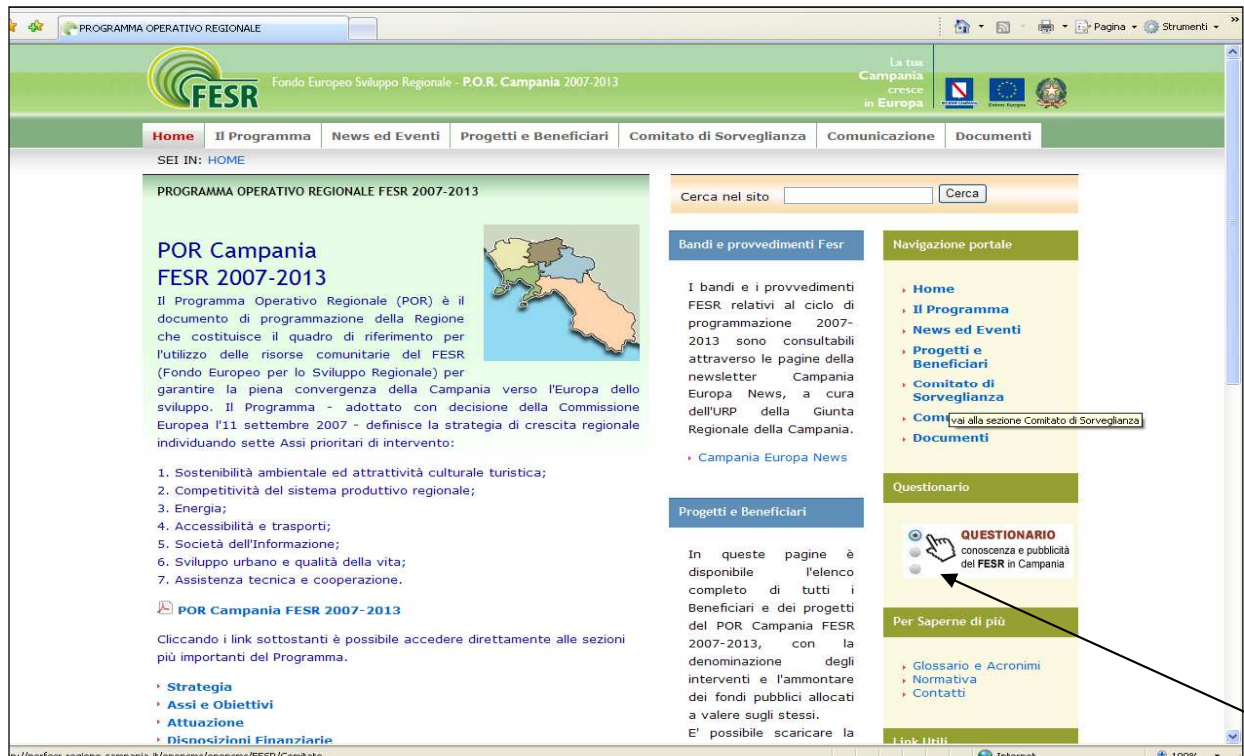 PROGRAMMA OPERATIVO REGIONALE
Pagina
Strumenti
»
FESR
Fondo Europeo Sviluppo Regionale - P.O.R. Campania 2007-2013
La tua
Campania
cresce
in Europa
Home
Il Programma
News ed Eventi
Progetti e Beneficiari
Comitato di Sorveglianza
Comunicazione
Documenti
SEI IN: HOME
PROGRAMMA OPERATIVO REGIONALE FESR 2007-2013
POR Campania
FESR 2007-2013
Il Programma Operativo Regionale (POR) è il
documento di programmazione della Regione
che costituisce il quadro di riferimento per
l'utilizzo delle risorse comunitarie del FESR
(Fondo Europeo per lo Sviluppo Regionale) per
garantire la piena convergenza della Campania verso l'Europa dello
sviluppo. Il Programma - adottato con decisione della Commissione
Europea l'11 settembre 2007 - definisce la strategia di crescita regionale
individuando sette Assi prioritari di intervento:
1. Sostenibilità ambientale ed attrattività culturale turistica;
2. Competitività del sistema produttivo regionale;
3. Energia;
4. Accessibilità e trasporti;
5. Società dell'Informazione;
6. Sviluppo urbano e qualità della vita;
7. Assistenza tecnica e cooperazione.
POR Campania FESR 2007-2013
Cliccando i link sottostanti è possibile accedere direttamente alle sezioni
più importanti del Programma.
Strategia
Assi e Obiettivi
Attuazione
Disposizioni Finanziarie
Cerca nel sito
Cerca
Bandi e provvedimenti Fesr
I bandi e i provvedimenti
FESR relativi al ciclo di
programmazione 2007-
2013 sono consultabili
attraverso le pagine della
newsletter Campania
Europa News, a cura
dell'URP della Giunta
Regionale della Campania.
Campania Europa News
Progetti e Beneficiari
In queste pagine è
disponibile l'elenco
completo di tutti i
Beneficiari e dei progetti
del POR Campania FESR
2007-2013, con la
denominazione degli
interventi e l'ammontare
dei fondi pubblici allocati
a valere sugli stessi.
E' possibile scaricare la
Navigazione portale
Home
Il Programma
News ed Eventi
Progetti e
Beneficiari
Comitato di
Sorveglianza
vai alla sezione Comitato di Sorveglianza
Documenti
Questionario
QUESTIONARIO
conoscenza e pubblicità
del FESR in Campania
Per Saperne di più
Glossario e Acronimi
Normativa
Contatti
Link Utili
Internet
100%